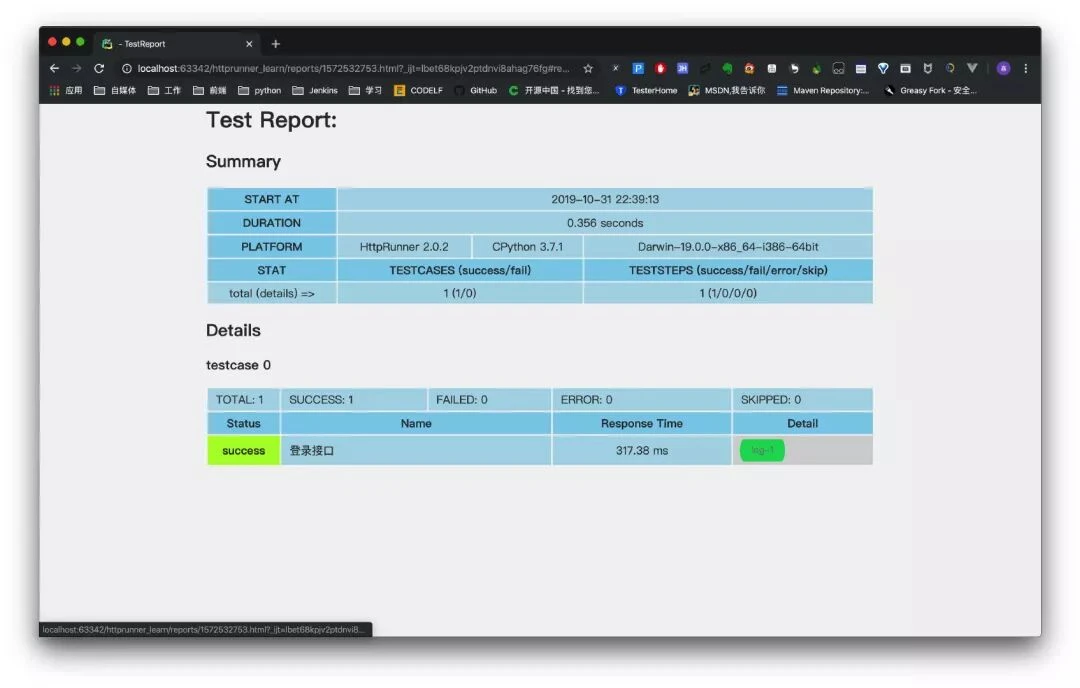 - TestReport
localhost:63342/httprunner_learn/reports/1572532753.html?_ijt=lbet68kpjv2ptdnvi8ahag76fg#re...
应用 自媒体 工作 前端 python Jenkins 学习 CODELF GitHub 开源中国 - 找到您... TesterHome MSDN,我告诉你 Maven Repository:... Greasy Fork - 安全...
Test Report:
Summary
START AT 2019-10-31 22:39:13
DURATION 0.356 seconds
PLATFORM HttpRunner 2.0.2 CPython 3.7.1 Darwin-19.0.0-x86_64-i386-64bit
STAT TESTCASES (success/fail) TESTSTEPS (success/fail/error/skip)
total (details) => 1 (1/0) 1 (1/0/0/0)
Details
testcase 0
TOTAL: 1 SUCCESS: 1 FAILED: 0 ERROR: 0 SKIPPED: 0
Status Name Response Time Detail
success 登录接口 317.38 ms log-1
localhost:63342/httprunner_learn/reports/1572532753.html?_ijt=lbet68kpjv2ptdnvi8...